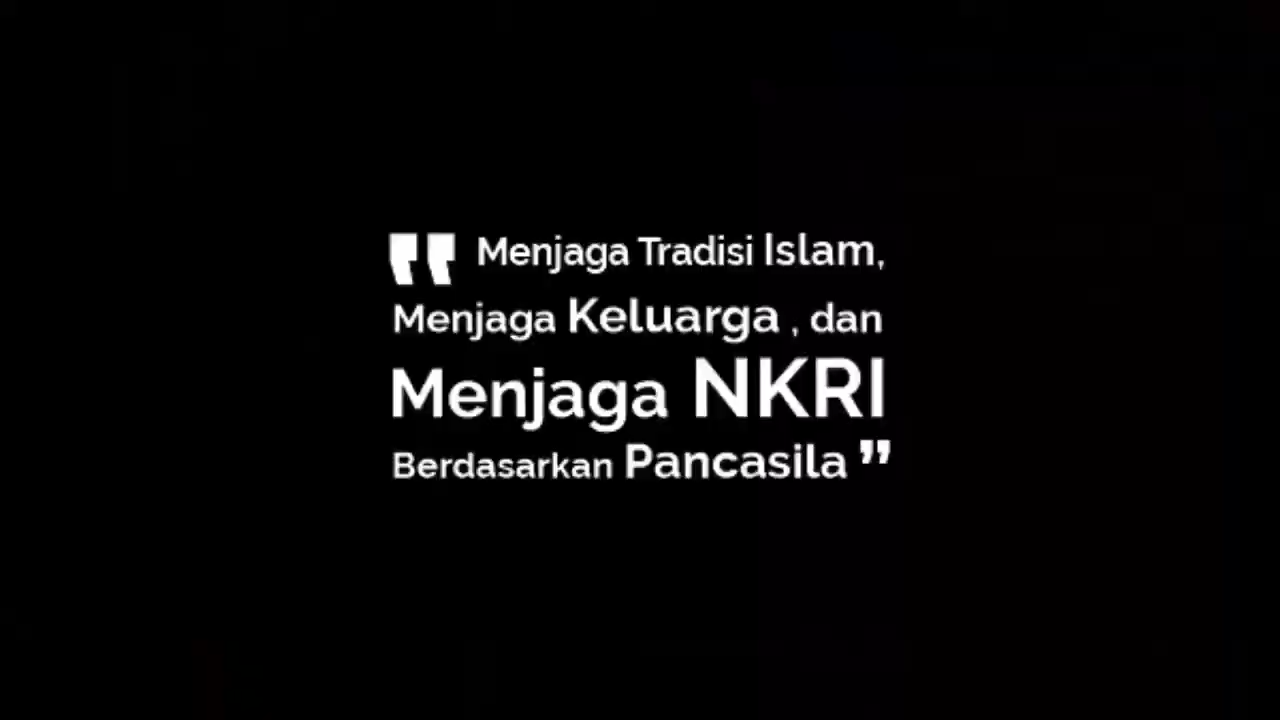 " Menjaga Tradisi Islam,
Menjaga Keluarga , dan
Menjaga NKRI
Berdasarkan Pancasila "